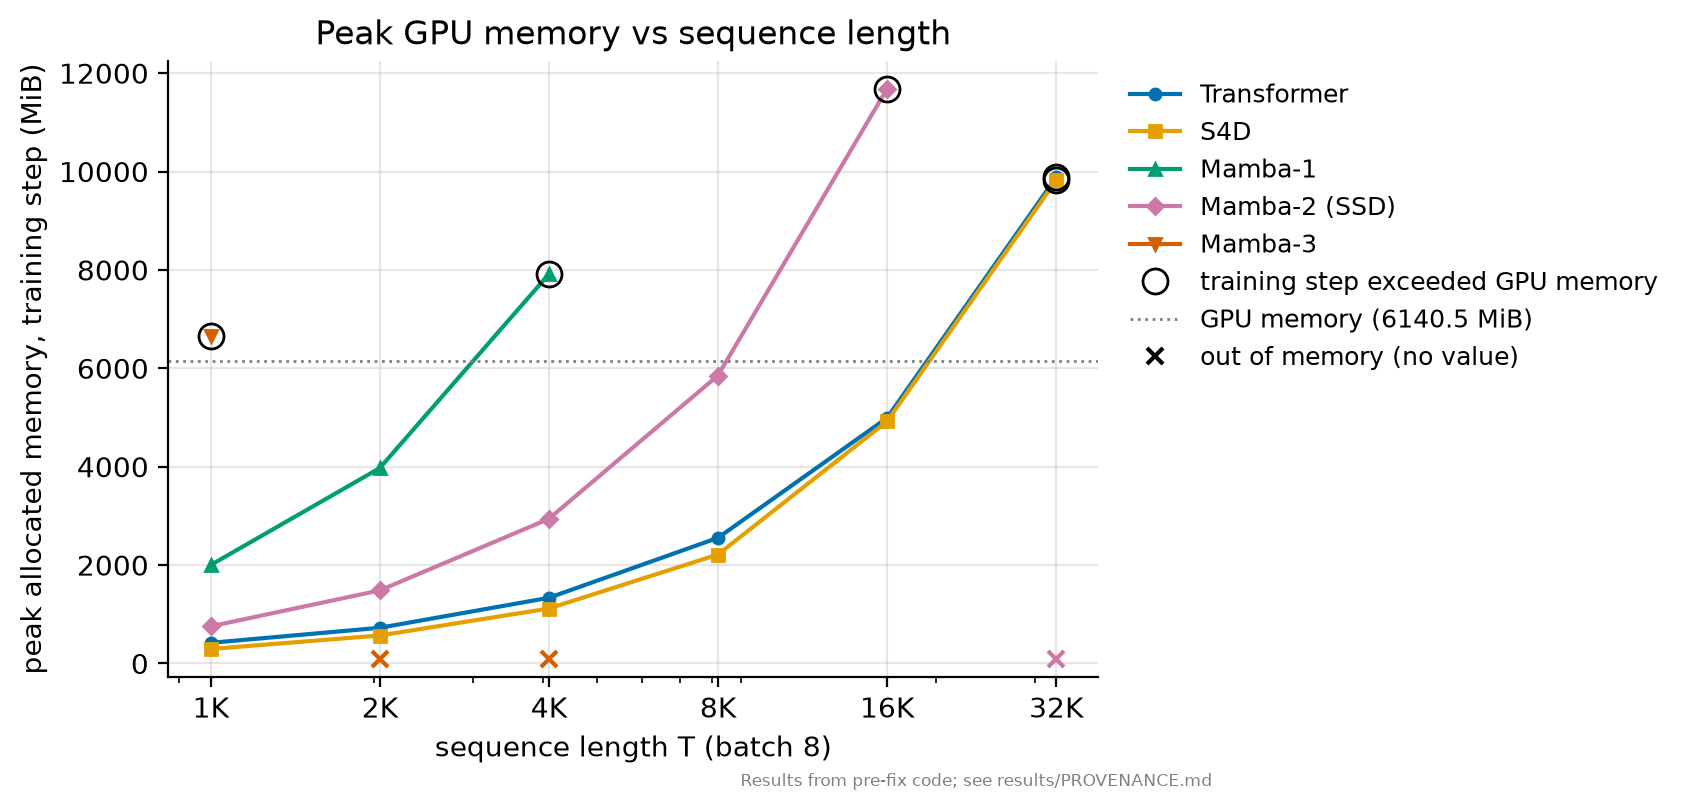 Peak GPU memory vs sequence length
peak allocated memory, training step (MiB)
12000
10000
8000
6000
4000
2000
0
1K
2K
4K
8K
16K
32K
sequence length T (batch 8)
Transformer
S4D
Mamba-1
Mamba-2 (SSD)
Mamba-3
training step exceeded GPU memory
GPU memory (6140.5 MiB)
out of memory (no value)
Results from pre-fix code; see results/PROVENANCE.md